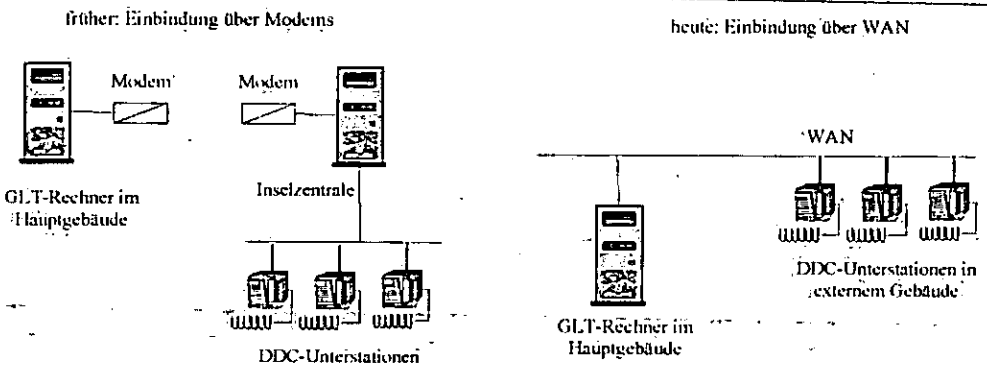 früher: Einbindung über Modems
Modem
Modem
GLT-Rechner im
Hauptgebäude
Inselzentrale
DDC-Unterstationen
heute: Einbindung über WAN
WAN
GLT-Rechner im
Hauptgebäude
DDC-Unterstationen in
externem Gebäude